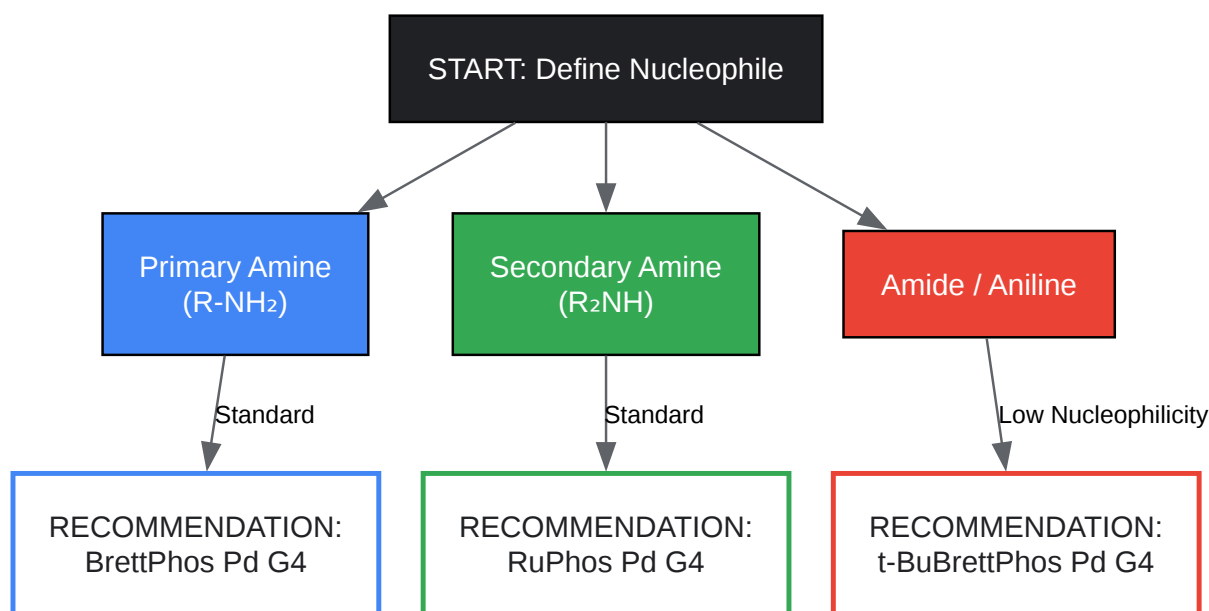 START: Define Nucleophile
Primary Amine
(R-NH₂)
Secondary Amine
(R₂NH)
Amide / Aniline
Standard
Standard
Low Nucleophilicity
RECOMMENDATION:
BrettPhos Pd G4
RECOMMENDATION:
RuPhos Pd G4
RECOMMENDATION:
t-BuBrettPhos Pd G4